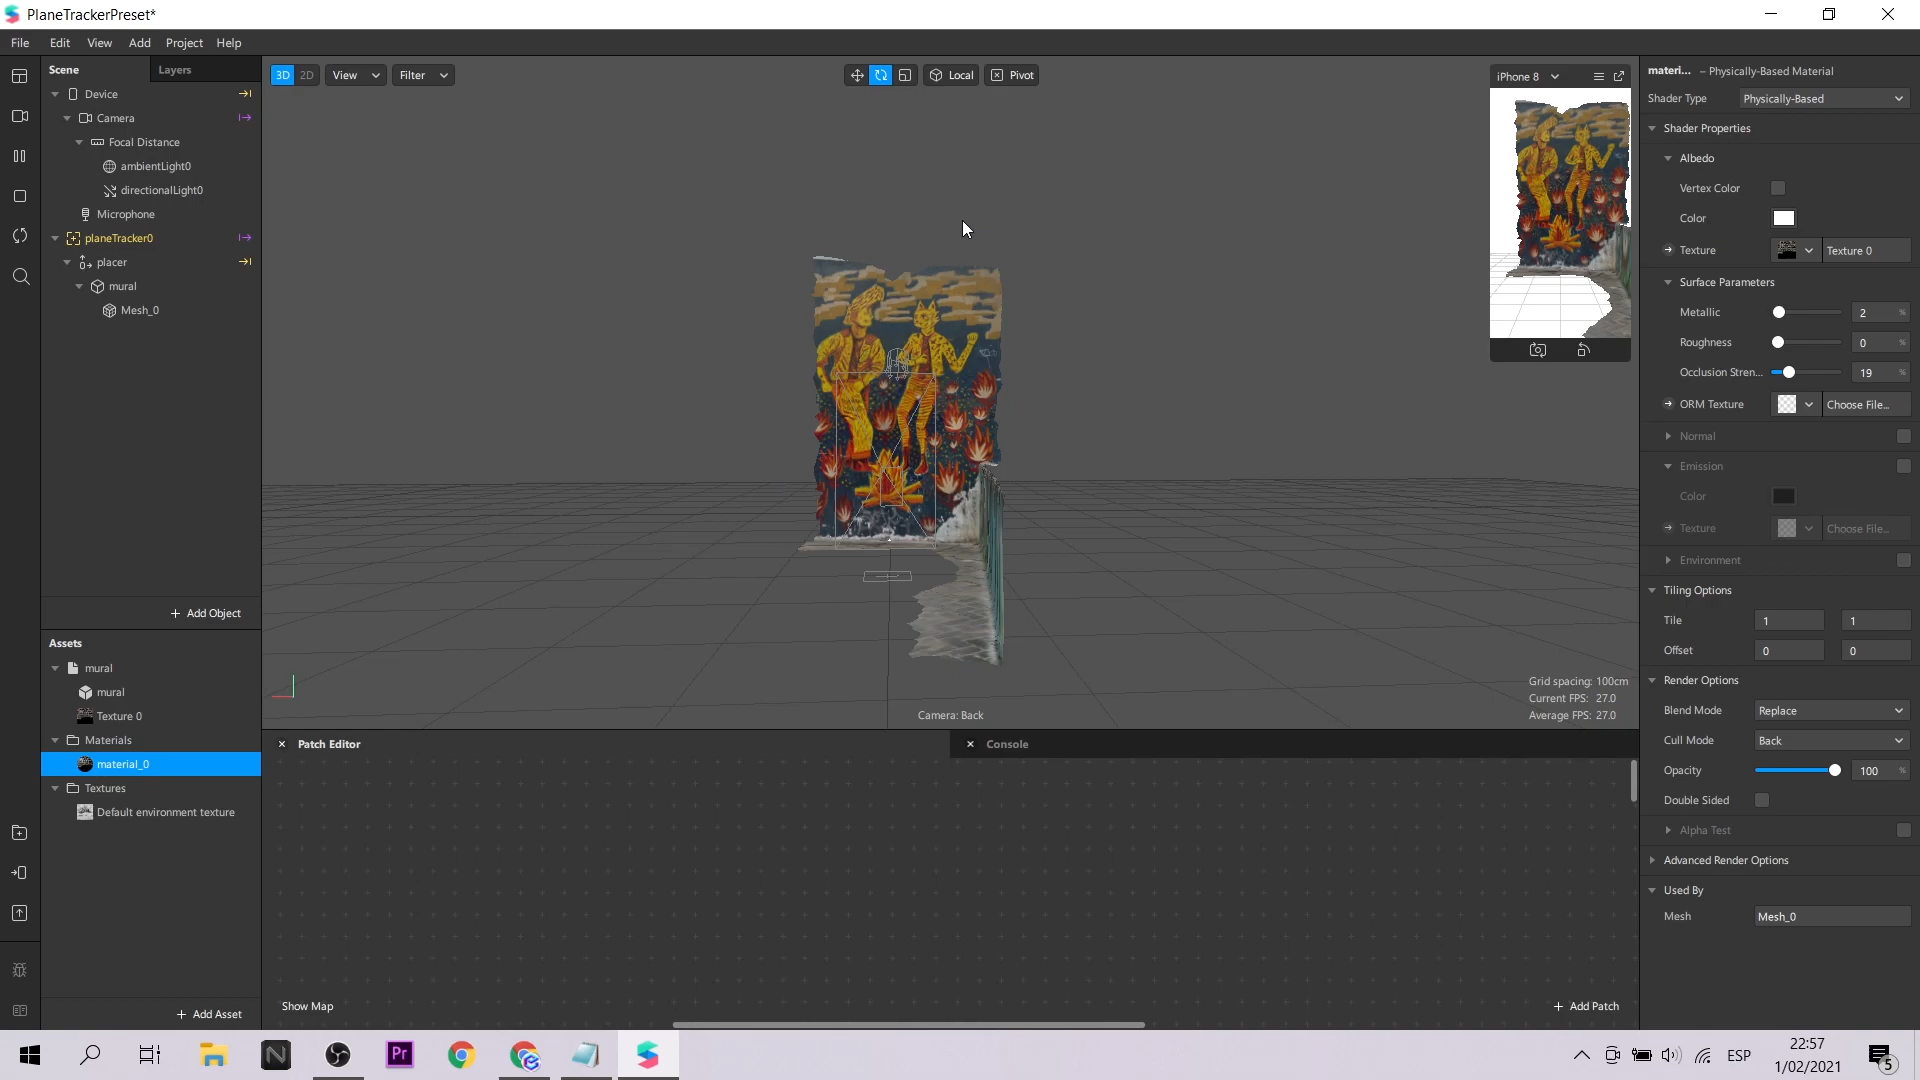 PlaneTrackerPreset*
File Edit View Add Project Help
Scene Layers
Device
Camera
Focal Distance
ambientLight0
directionalLight0
Microphone
planeTracker0
placer
mural
Mesh_0
+ Add Object
Assets
mural
mural
Texture 0
Materials
material_0
Textures
Default environment texture
+ Add Asset
3D 2D View Filter
Local Pivot
iPhone 8
Grid spacing: 100cm
Current FPS: 27.0
Average FPS: 27.0
Camera: Back
Patch Editor
Console
Show Map
+ Add Patch
materi... – Physically-Based Material
Shader Type Physically-Based
Shader Properties
Albedo
Vertex Color
Color
Texture Texture 0
Surface Parameters
Metallic 2 %
Roughness 0 %
Occlusion Stren... 19 %
ORM Texture Choose File...
Normal
Emission
Color
Texture Choose File...
Environment
Tiling Options
Tile 1 1
Offset 0 0
Render Options
Blend Mode Replace
Cull Mode Back
Opacity 100 %
Double Sided
Alpha Test
Advanced Render Options
Used By
Mesh Mesh_0
N
Pr
ESP
22:57
1/02/2021
5